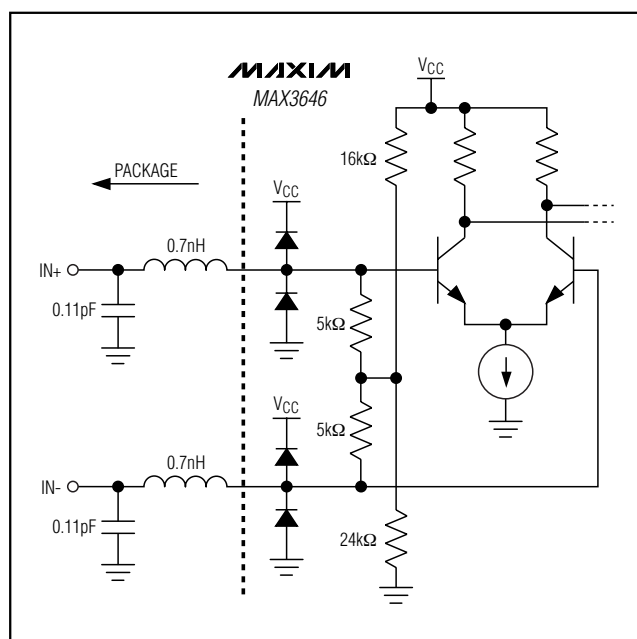 MAXIM
MAX3646
PACKAGE
VCC
16kΩ
VCC
0.7nH
IN+
0.11pF
5kΩ
VCC
5kΩ
0.7nH
IN-
0.11pF
24kΩ